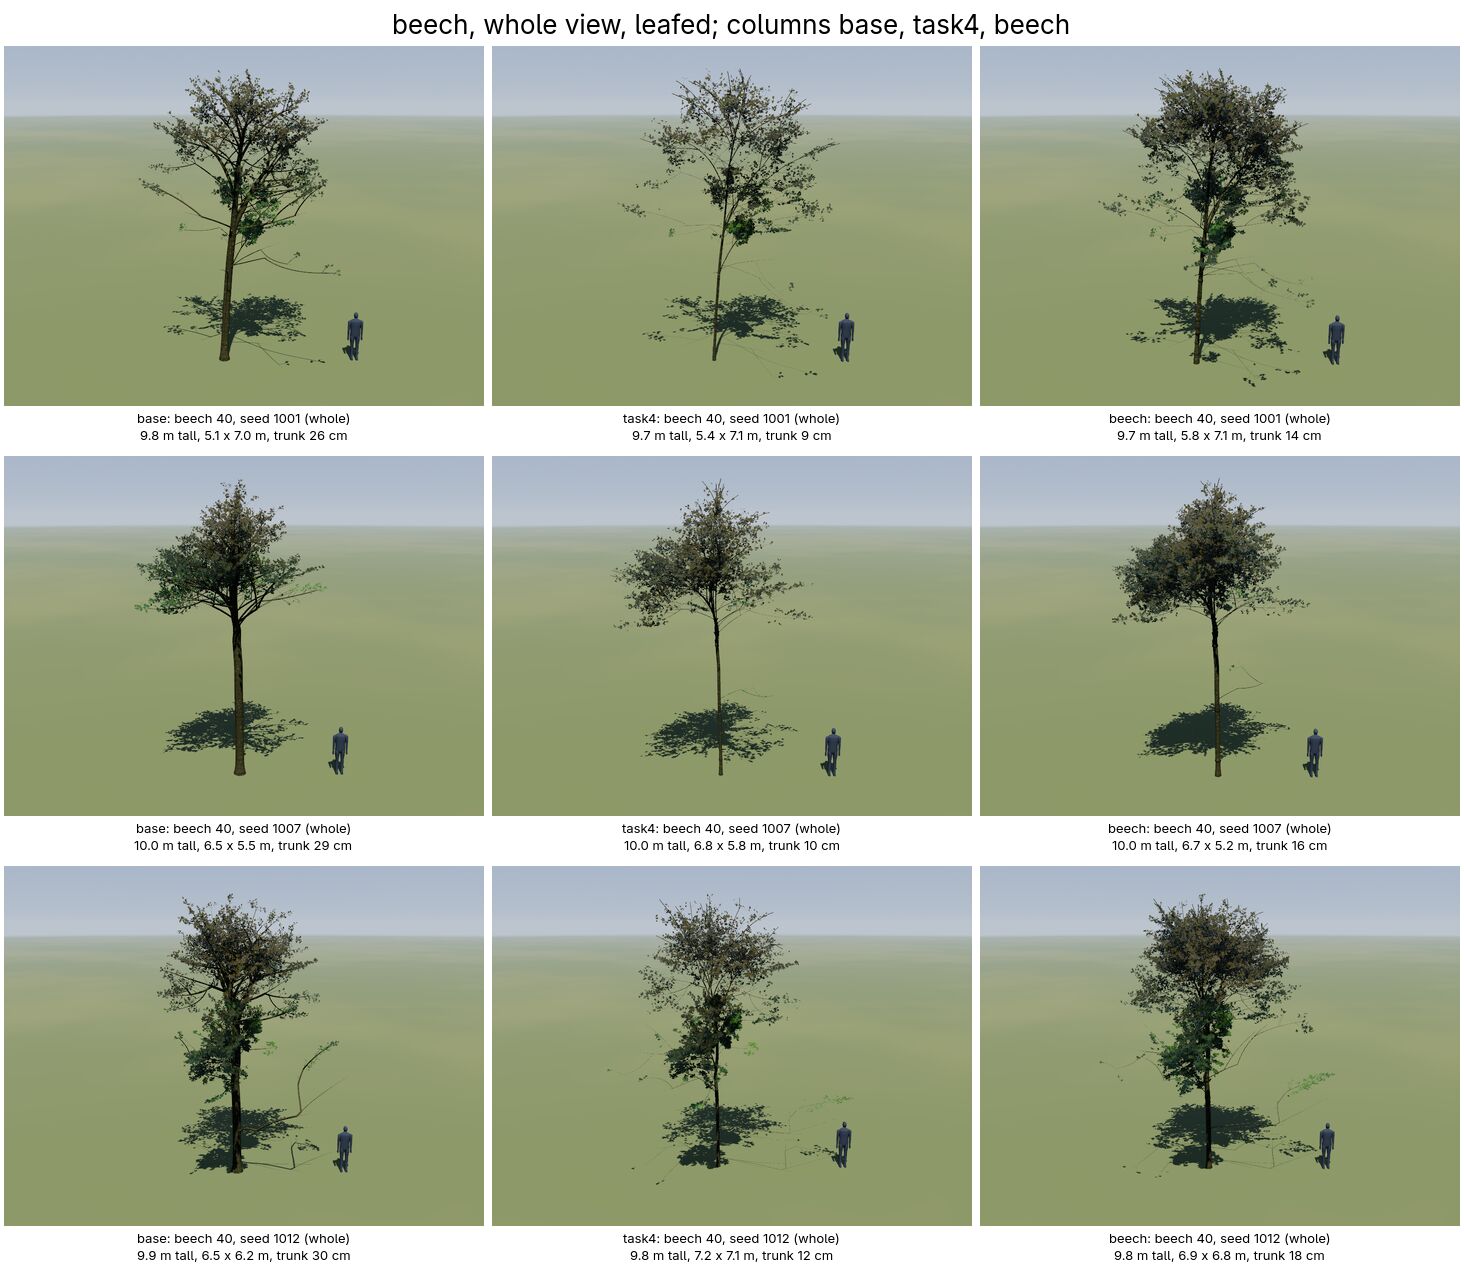 beech, whole view, leafed; columns base, task4, beech
base: beech 40, seed 1001 (whole)
9.8 m tall, 5.1 x 7.0 m, trunk 26 cm
task4: beech 40, seed 1001 (whole)
9.7 m tall, 5.4 x 7.1 m, trunk 9 cm
beech: beech 40, seed 1001 (whole)
9.7 m tall, 5.8 x 7.1 m, trunk 14 cm
base: beech 40, seed 1007 (whole)
10.0 m tall, 6.5 x 5.5 m, trunk 29 cm
task4: beech 40, seed 1007 (whole)
10.0 m tall, 6.8 x 5.8 m, trunk 10 cm
beech: beech 40, seed 1007 (whole)
10.0 m tall, 6.7 x 5.2 m, trunk 16 cm
base: beech 40, seed 1012 (whole)
9.9 m tall, 6.5 x 6.2 m, trunk 30 cm
task4: beech 40, seed 1012 (whole)
9.8 m tall, 7.2 x 7.1 m, trunk 12 cm
beech: beech 40, seed 1012 (whole)
9.8 m tall, 6.9 x 6.8 m, trunk 18 cm